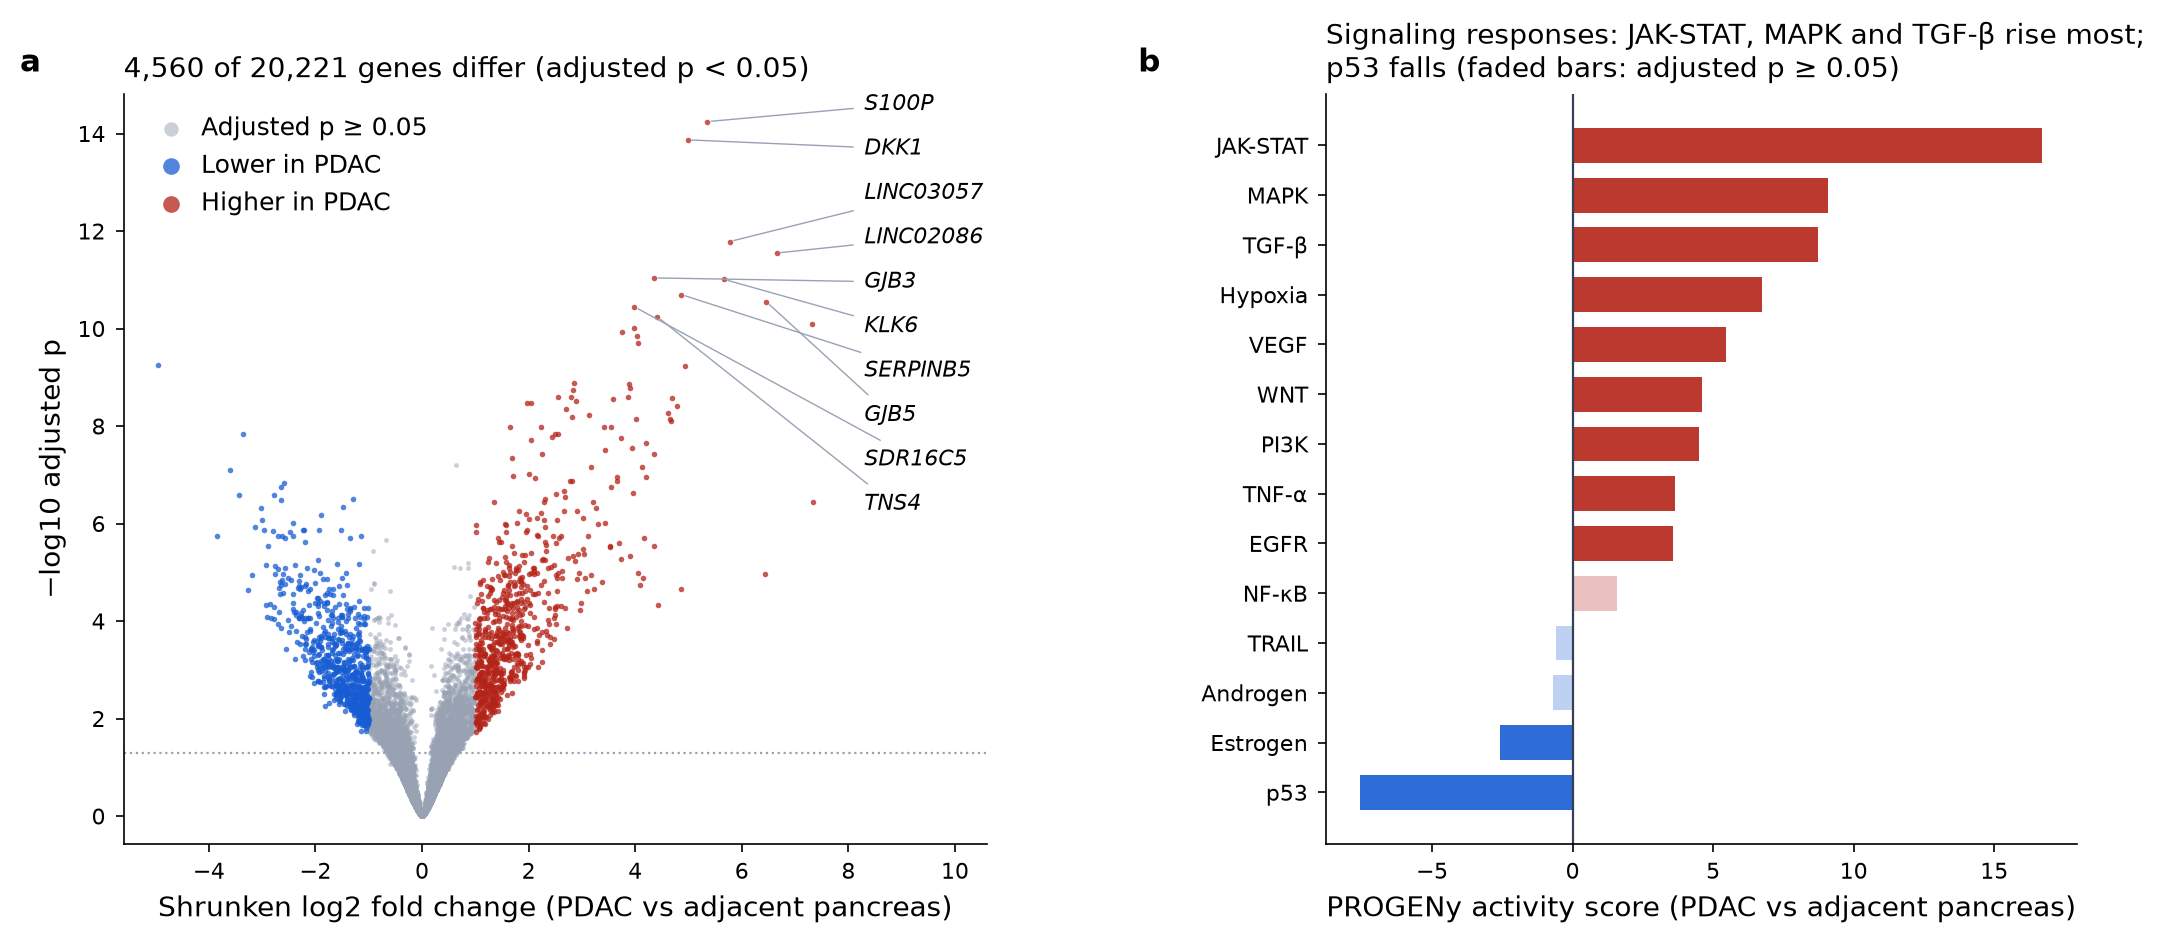 a
4,560 of 20,221 genes differ (adjusted p < 0.05)
Adjusted p ≥ 0.05
Lower in PDAC
Higher in PDAC
S100P
DKK1
LINC03057
LINC02086
GJB3
KLK6
SERPINB5
GJB5
SDR16C5
TNS4
−log10 adjusted p
14
12
10
8
6
4
2
0
−4
−2
0
2
4
6
8
10
Shrunken log2 fold change (PDAC vs adjacent pancreas)
b
Signaling responses: JAK-STAT, MAPK and TGF-β rise most;
p53 falls (faded bars: adjusted p ≥ 0.05)
JAK-STAT
MAPK
TGF-β
Hypoxia
VEGF
WNT
PI3K
TNF-α
EGFR
NF-κB
TRAIL
Androgen
Estrogen
p53
−5
0
5
10
15
PROGENy activity score (PDAC vs adjacent pancreas)